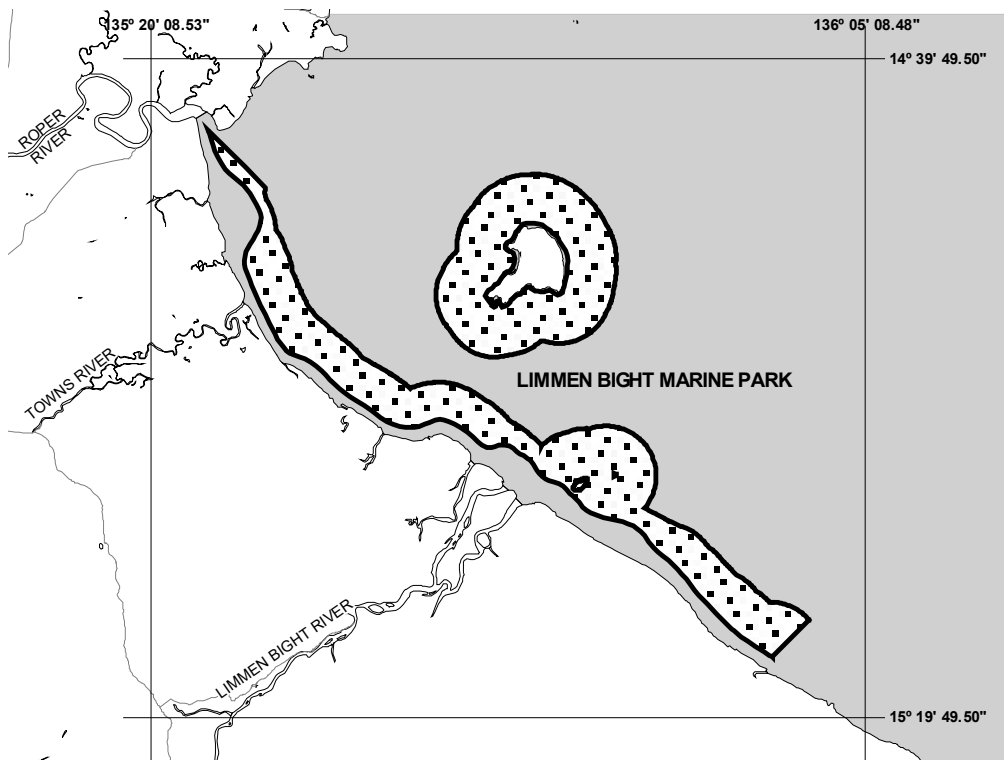 135º 20' 08.53"
136º 05' 08.48"
14º 39' 49.50"
ROPER
RIVER
LIMMEN BIGHT MARINE PARK
TOWNS RIVER
LIMMEN BIGHT RIVER
15º 19' 49.50"